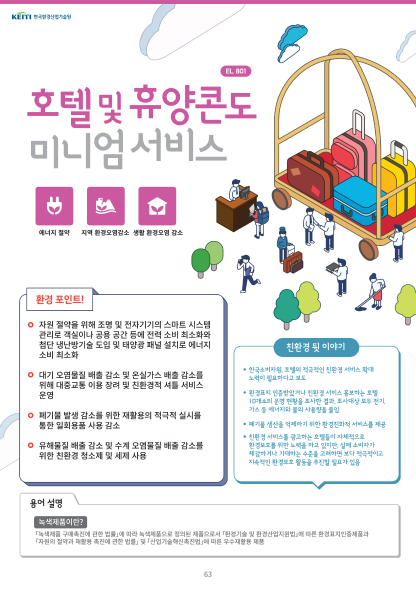 KEITI 한국환경산업기술원
EL 801
호텔 및 휴양콘도
미니엄 서비스
에너지 절약
지역 환경오염감소
생활 환경오염 감소
환경 포인트!
자원 절약을 위해 조명 및 전자기기의 스마트 시스템
관리로 객실이나 공용 공간 등에 전력 소비 최소화와
첨단 냉난방기술 도입 및 태양광 패널 설치로 에너지
소비 최소화
대기 오염물질 배출 감소 및 온실가스 배출 감소를
위해 대중교통 이용 장려 및 친환경적 셔틀 서비스
운영
폐기물 발생 감소를 위한 재활용의 적극적 실시를
통한 일회용품 사용 감소
유해물질 배출 감소 및 수계 오염물질 배출 감소를
위한 친환경 청소제 및 세제 사용
친환경 뒷 이야기
한국소비자원, 호텔의 적극적인 친환경 서비스 확대
노력이 필요하다고 보도
환경표지 인증받았거나 친환경 서비스 홍보하는 호텔
10개소의 운영 현황을 조사한 결과, 조사대상 모두 전기,
가스 등 에너지와 물의 사용량을 줄임
폐기물 생산을 억제하기 위한 환경친화적 서비스를 제공
친환경 서비스를 광고하는 호텔들이 자체적으로
환경보호를 위한 노력을 하고 있지만, 실제 소비자가
체감하거나 기대하는 수준을 고려하면 보다 적극적이고
지속적인 환경보호 활동을 추진할 필요가 있음
용어 설명
녹색제품이란?
「녹색제품 구매촉진에 관한 법률」에 따라 녹색제품으로 정의된 제품으로서 「환경기술 및 환경산업지원법」에 따른 환경표지인증제품과
「자원의 절약과 재활용 촉진에 관한 법률」 및 「산업기술혁신촉진법」에 따른 우수재활용 제품
63